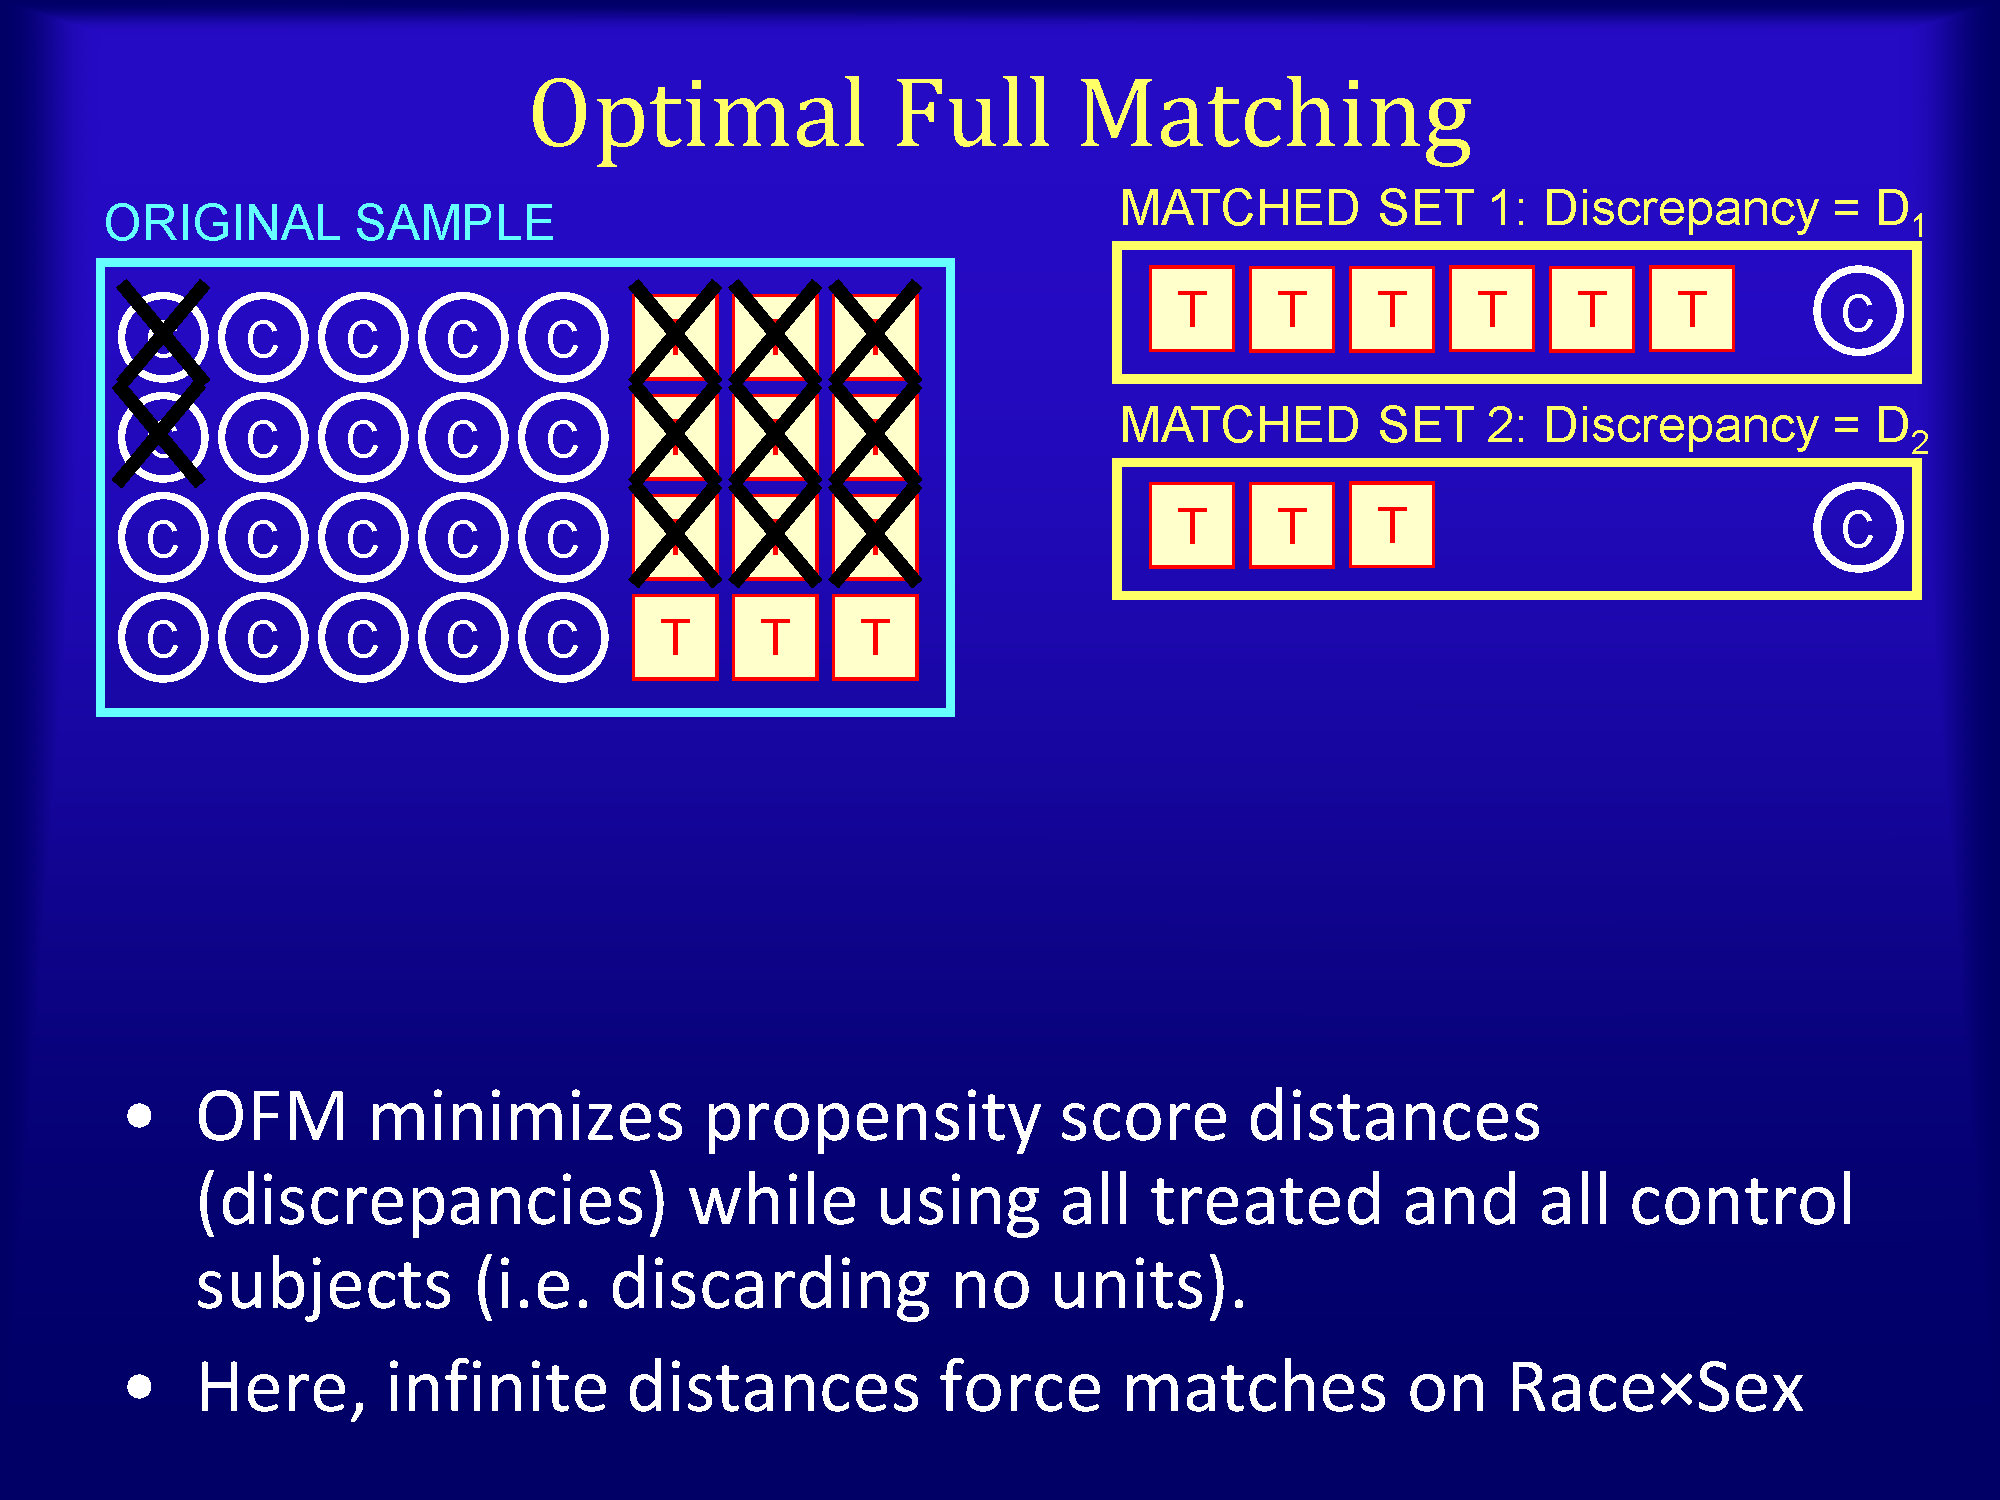 Optimal Full Matching
ORIGINAL SAMPLE
C C C C T T T
C C C C T T T
C C C C C T T T
C C C C C T T T
MATCHED SET 1: Discrepancy = D1
T T T T T T C
MATCHED SET 2: Discrepancy = D2
T T T C
• OFM minimizes propensity score distances
(discrepancies) while using all treated and all control
subjects (i.e. discarding no units).
• Here, infinite distances force matches on Race×Sex